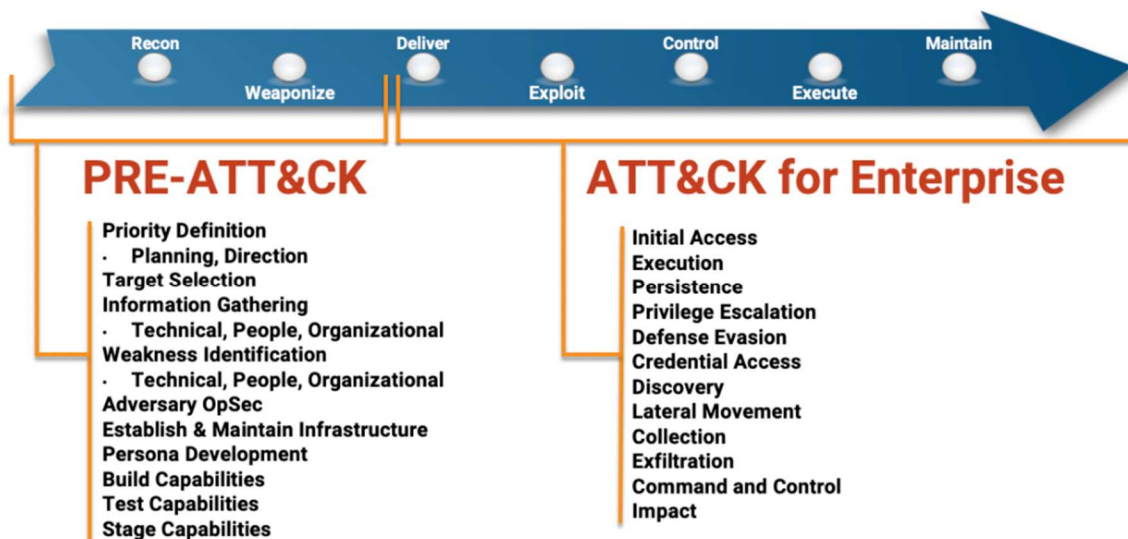 Recon
Weaponize
Deliver
Exploit
Control
Execute
Maintain
PRE-ATT&CK
Priority Definition
· Planning, Direction
Target Selection
Information Gathering
· Technical, People, Organizational
Weakness Identification
· Technical, People, Organizational
Adversary OpSec
Establish & Maintain Infrastructure
Persona Development
Build Capabilities
Test Capabilities
Stage Capabilities
ATT&CK for Enterprise
Initial Access
Execution
Persistence
Privilege Escalation
Defense Evasion
Credential Access
Discovery
Lateral Movement
Collection
Exfiltration
Command and Control
Impact